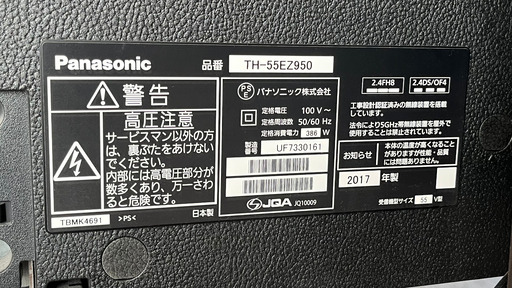 Panasonic
品番 TH-55EZ950
警告
高圧注意
サービスマン以外の方
は、裏ぶたをあけない
でください。
内部には高電圧部分が
数多くあり、万一さわ
ると危険です。
TBMK4691 >PS< 日本製
PSE パナソニック株式会社
定格電圧 100V～
定格周波数 50/60 Hz
定格消費電力 386 W
製造番号 UF7330161
JQA JQ10009
2.4FH8 2.4DS/OF4
工事設計認証済みの無線装置を搭載
しています。
法令により5GHz帯無線装置を屋外で
使用することは禁止されています。
お知らせ 本体の温度が高くなること
がありますが性能・品質
には問題ありません。
2017 年製
受信機型サイズ 55 V型